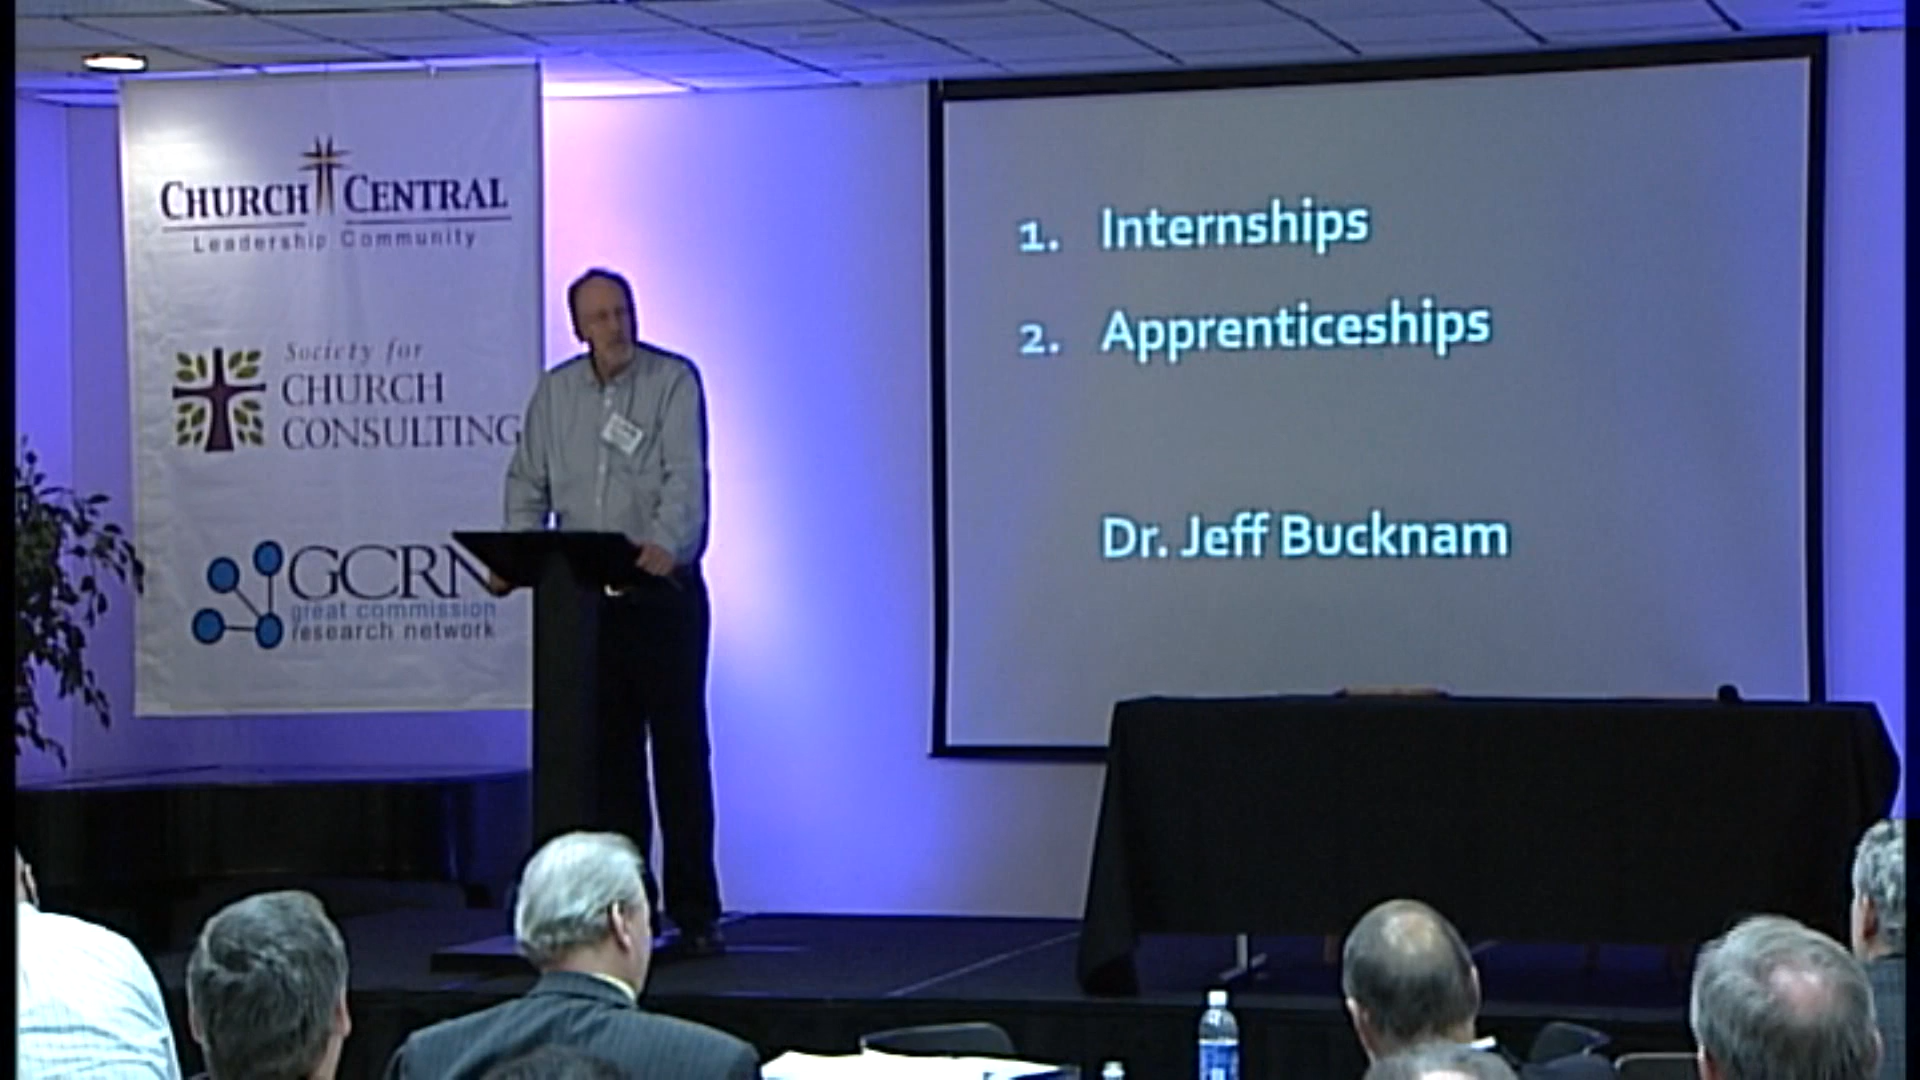 CHURCH CENTRAL
Leadership Community
Society for
CHURCH
CONSULTING
GCRN
great commission
research network
1. Internships
2. Apprenticeships
Dr. Jeff Bucknam